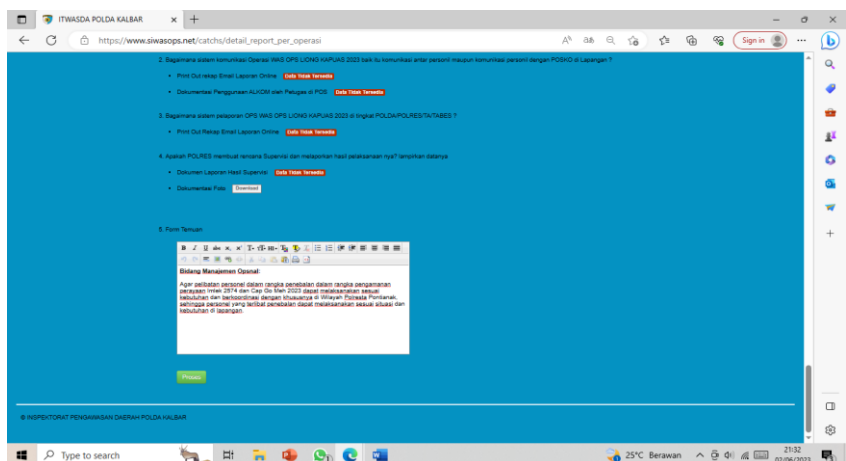 ITWASDA POLDA KALBAR
https://www.siwasops.net/catchs/detail_report_per_operasi
Sign in
2. Bagaimana sistem komunikasi Operasi WAS OPS LIONG KAPUAS 2023 baik itu komunikasi antar personil maupun komunikasi personil dengan POSKO di Lapangan ?
• Print Out rekap Email Laporan Online Data Tidak Tersedia
• Dokumentasi Penggunaan ALKOM oleh Petugas di POS Data Tidak Tersedia
3. Bagaimana sistem pelaporan OPS WAS OPS LIONG KAPUAS 2023 di tingkat POLDA/POLRES/TA/TABES ?
• Print Out Rekap Email Laporan Online Data Tidak Tersedia
4. Apakah POLRES membuat rencana Supervisi dan melaporkan hasil pelaksanaan nya? lampirkan datanya
• Dokumen Laporan Hasil Supervisi Data Tidak Tersedia
• Dokumentasi Foto Download
5. Form Temuan
Bidang Manajemen Opsnal:
Agar pelibatan personel dalam rangka penebalan dalam rangka pengamanan
perayaan Imlek 2574 dan Cap Go Meh 2023 dapat melaksanakan sesuai
kebutuhan dan berkoordinasi dengan khususnya di Wilayah Polresta Pontianak,
sehingga personel yang terlibat penebalan dapat melaksanakan sesuai situasi dan
kebutuhan di lapangan.
Proses
© INSPEKTORAT PENGAWASAN DAERAH POLDA KALBAR
Type to search
25°C Berawan
21:32
02/06/2023